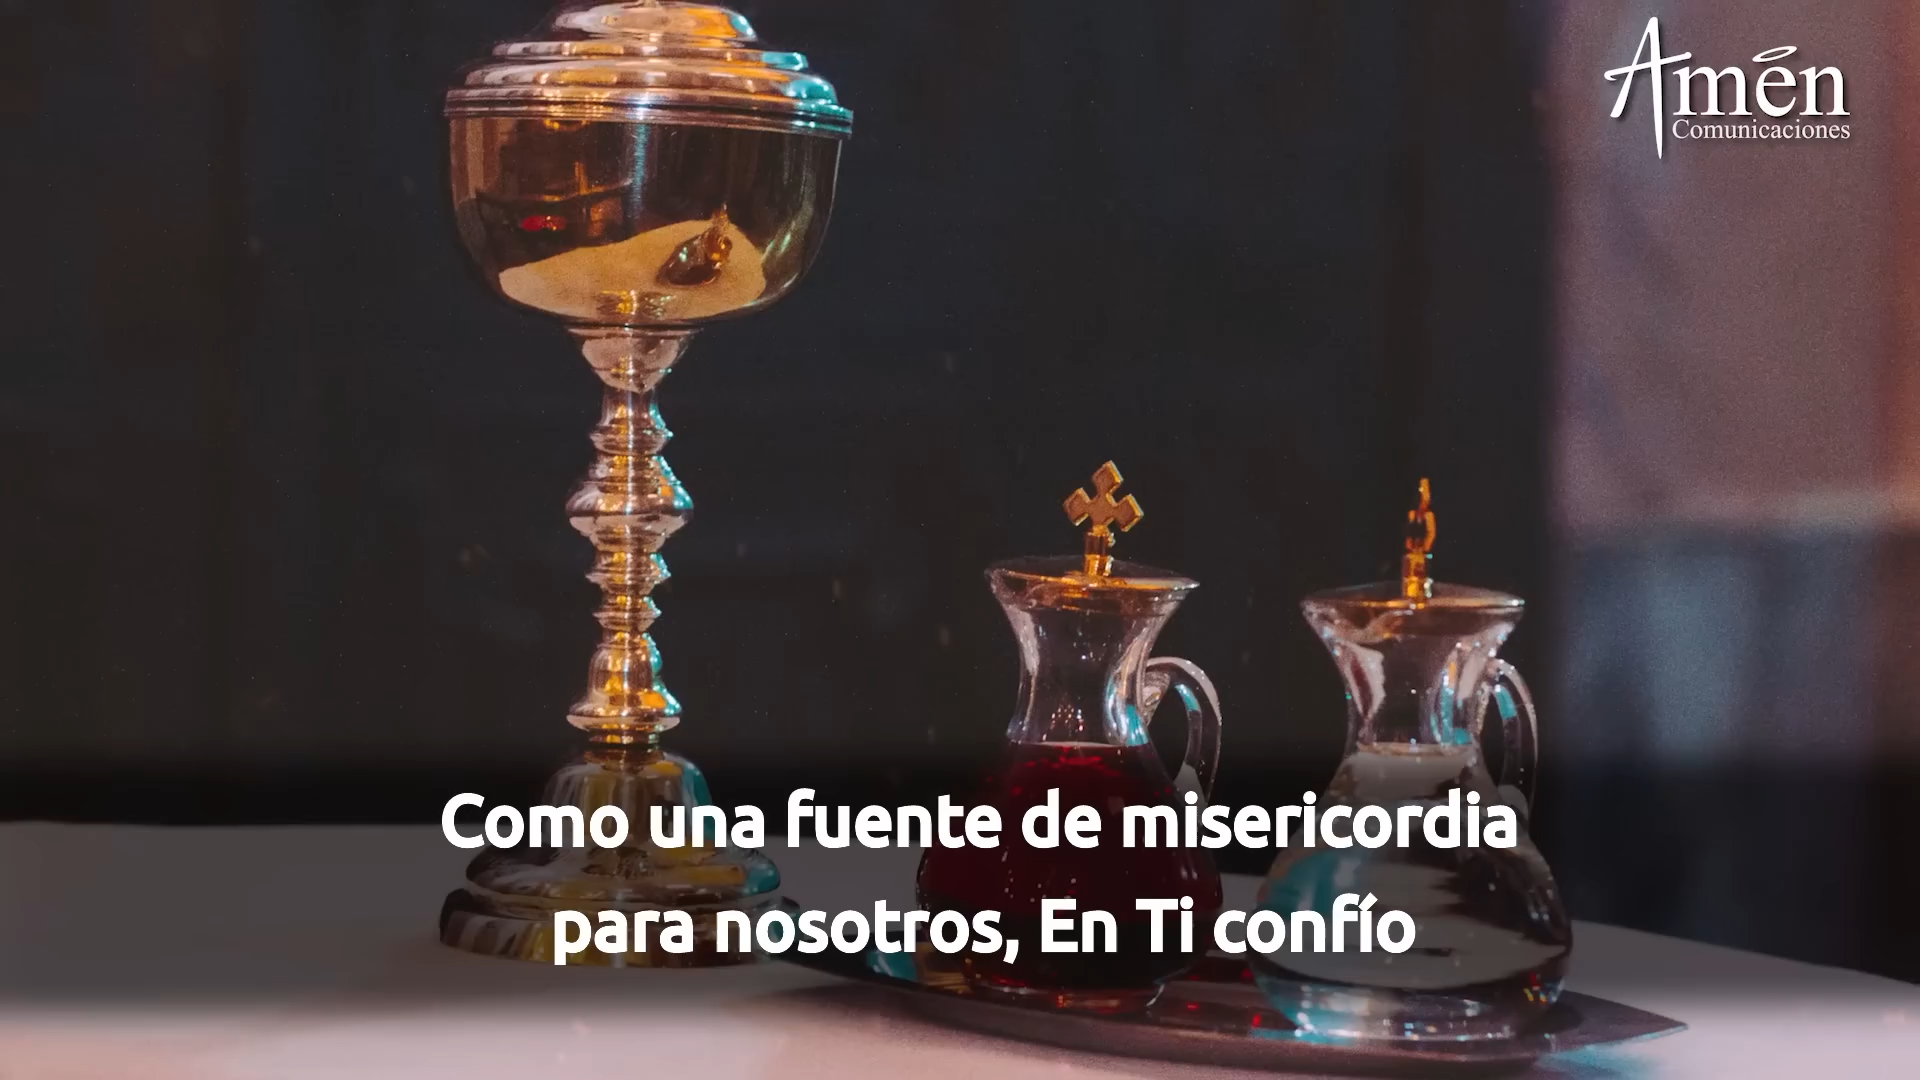 Amén
Comunicaciones
Como una fuente de misericordia
para nosotros, En Ti confío